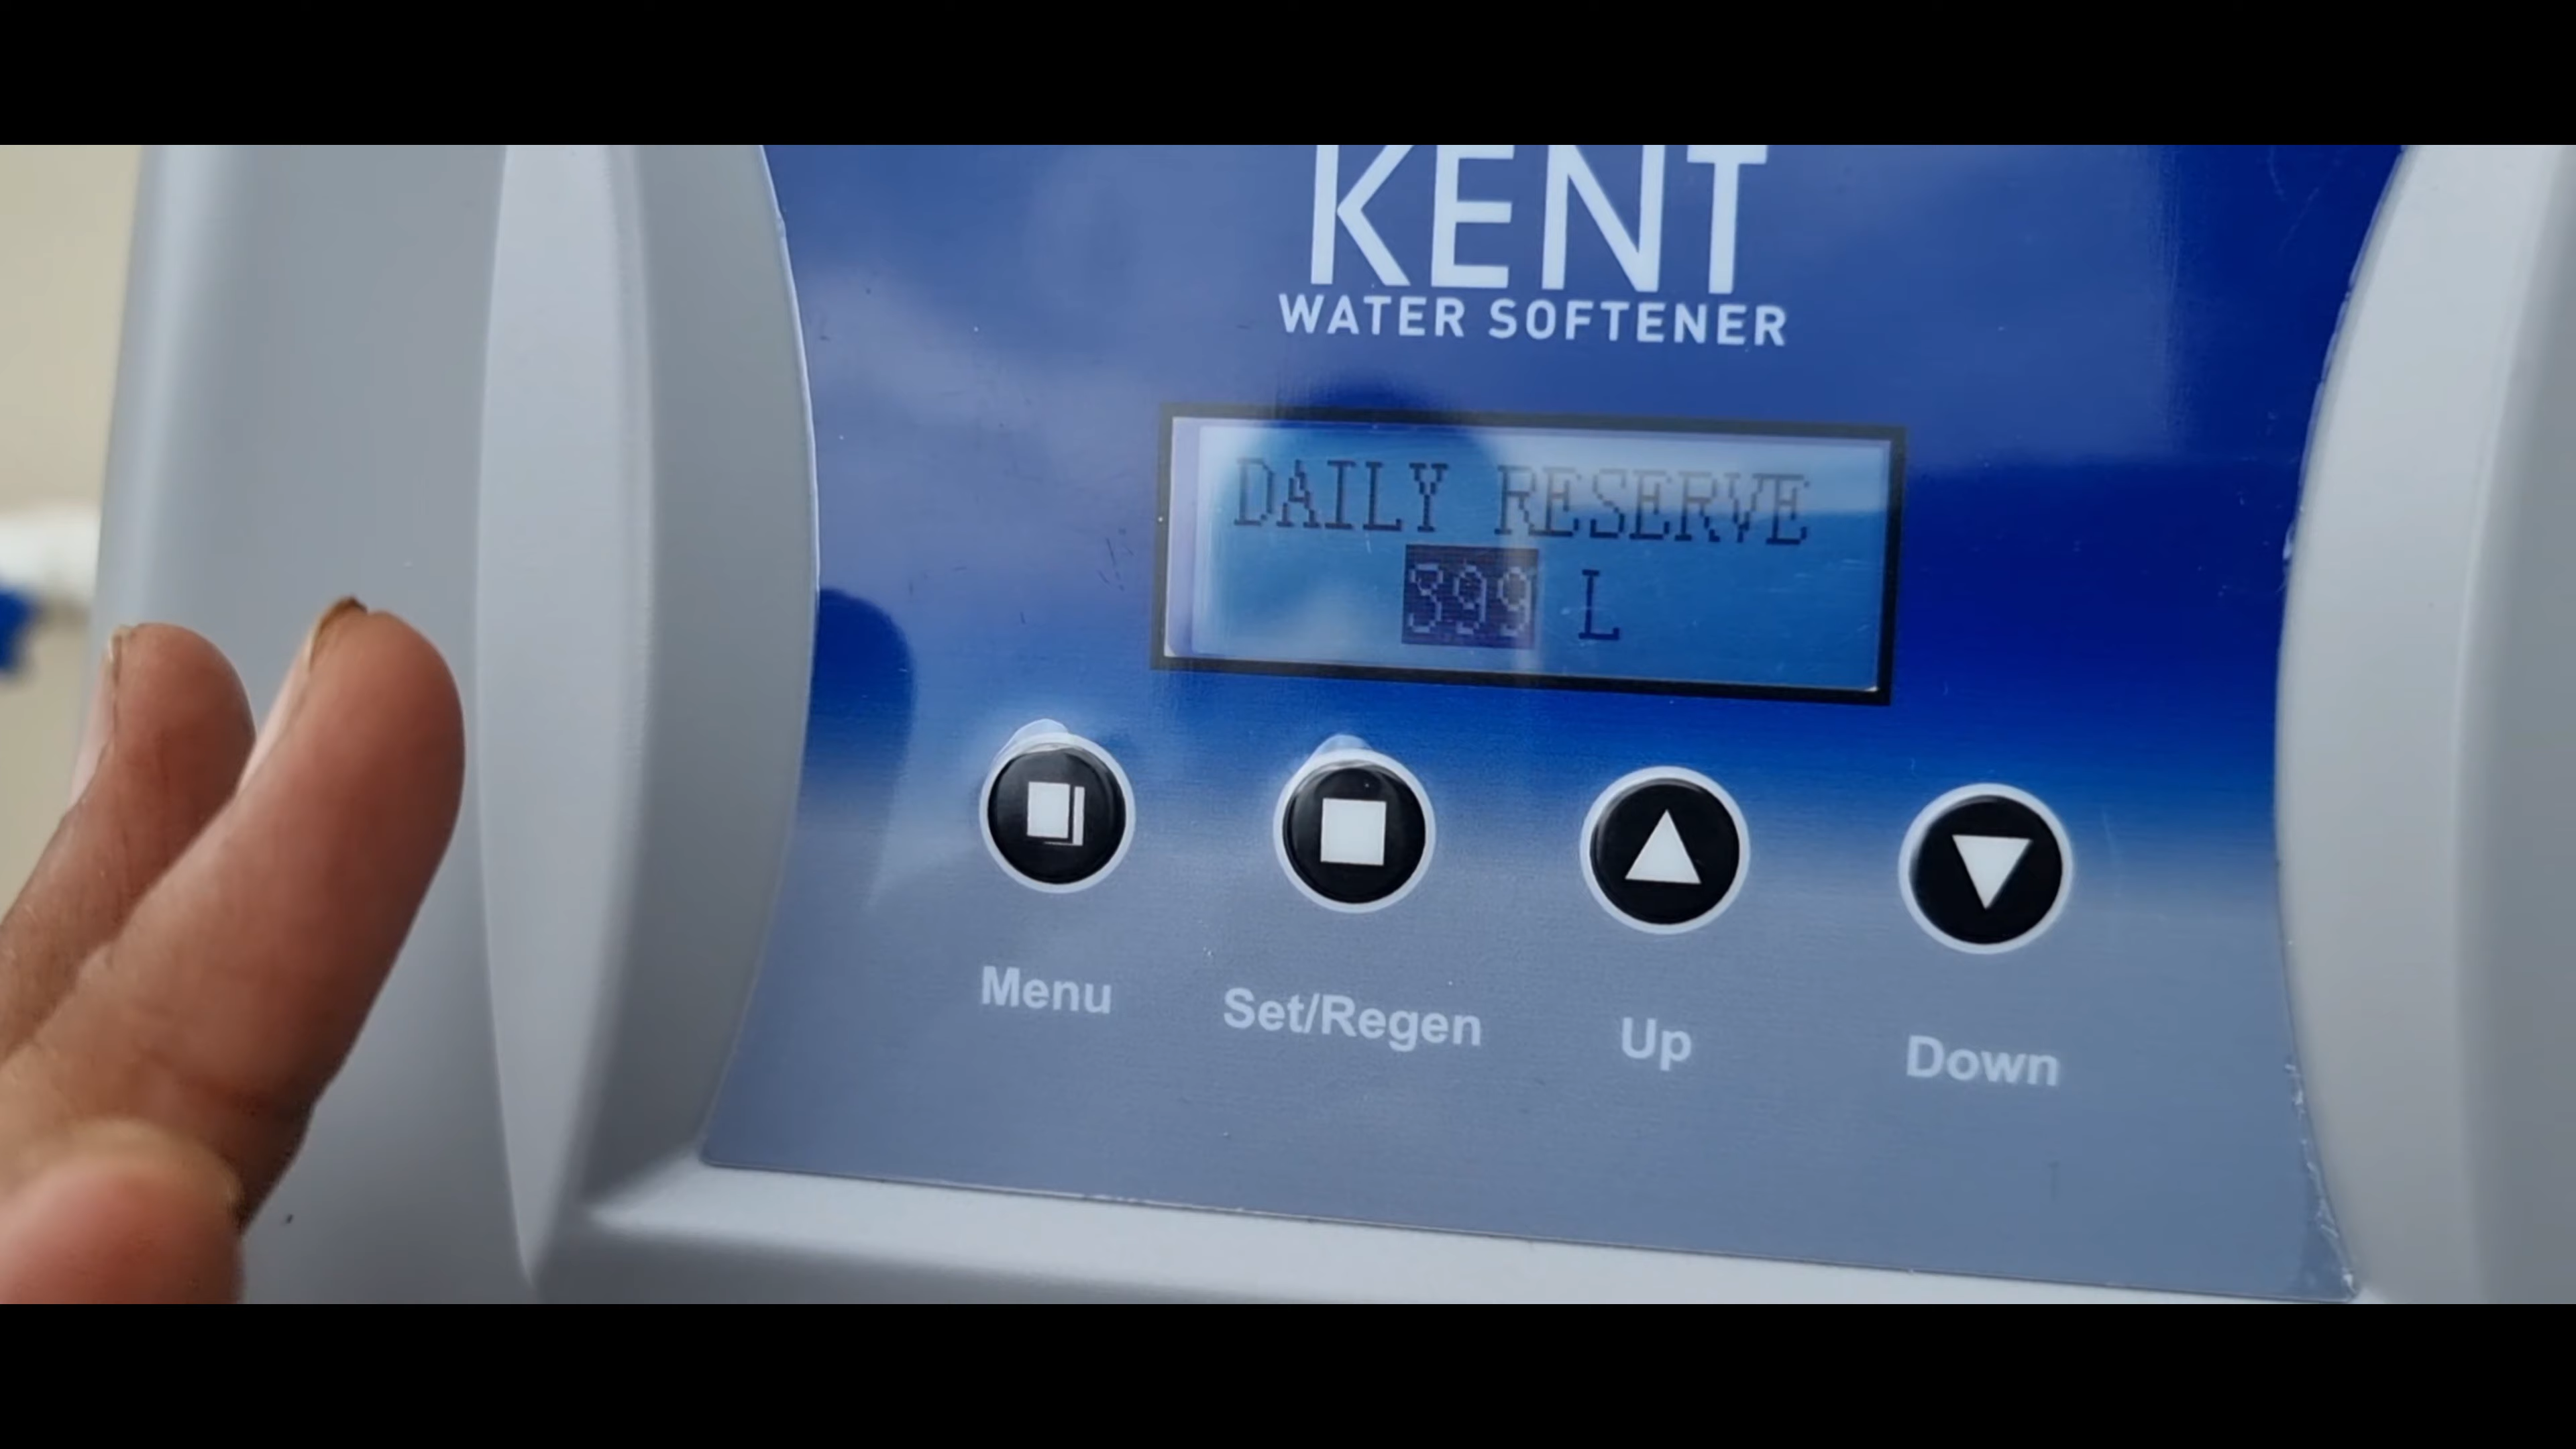 KENT
WATER SOFTENER
DAILY RESERVE
399 L
Menu
Set/Regen
Up
Down